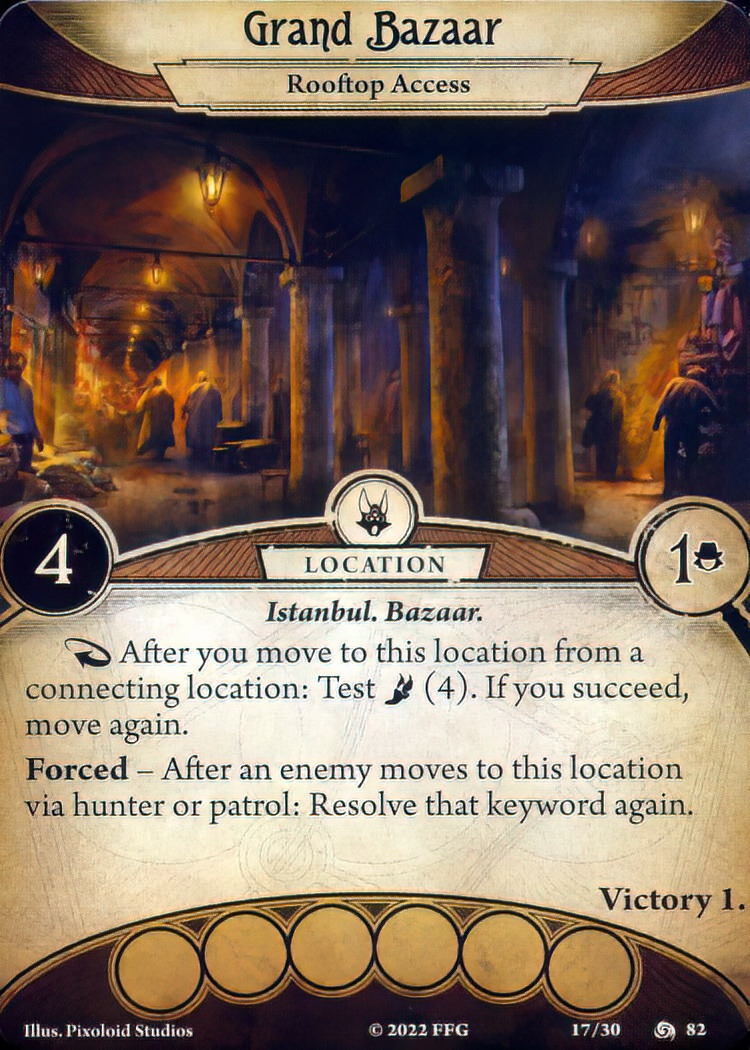 Grand Bazaar
Rooftop Access
4
1
LOCATION
Istanbul. Bazaar.
After you move to this location from a
connecting location: Test (4). If you succeed,
move again.
Forced – After an enemy moves to this location
via hunter or patrol: Resolve that keyword again.
Victory 1.
Illus. Pixoloid Studios © 2022 FFG 17/30 82